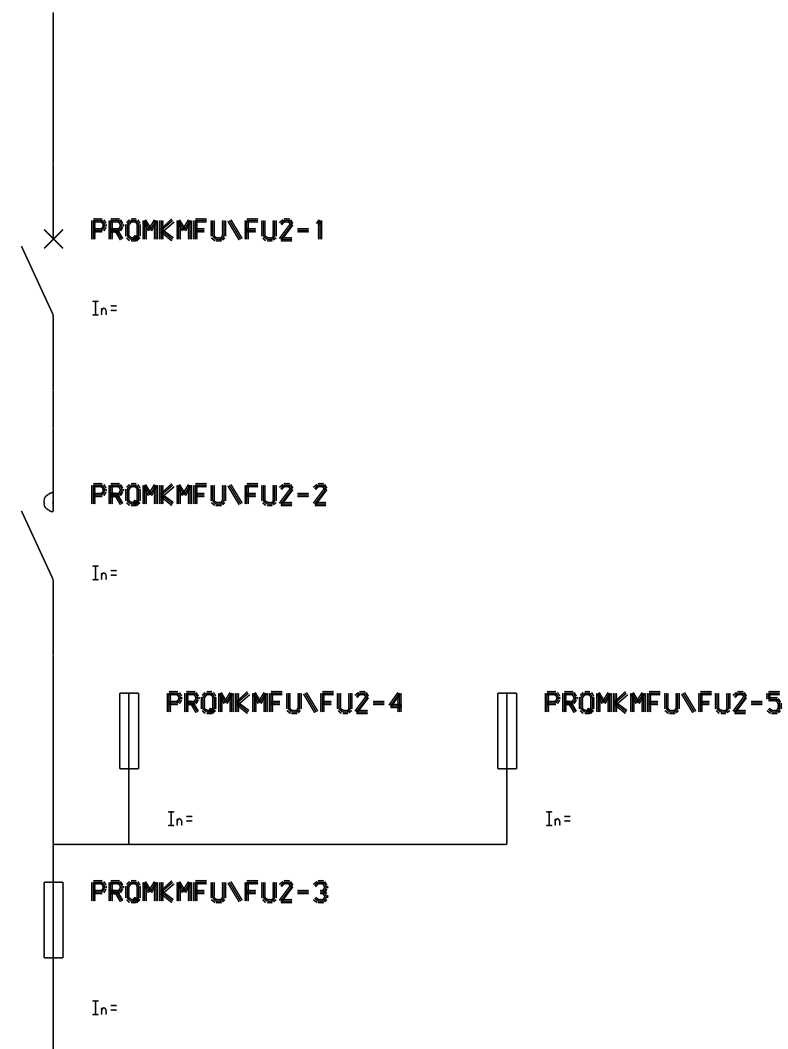 PROMKMFU\FU2-1
In=
PROMKMFU\FU2-2
In=
PROMKMFU\FU2-4
PROMKMFU\FU2-5
In=
In=
PROMKMFU\FU2-3
In=